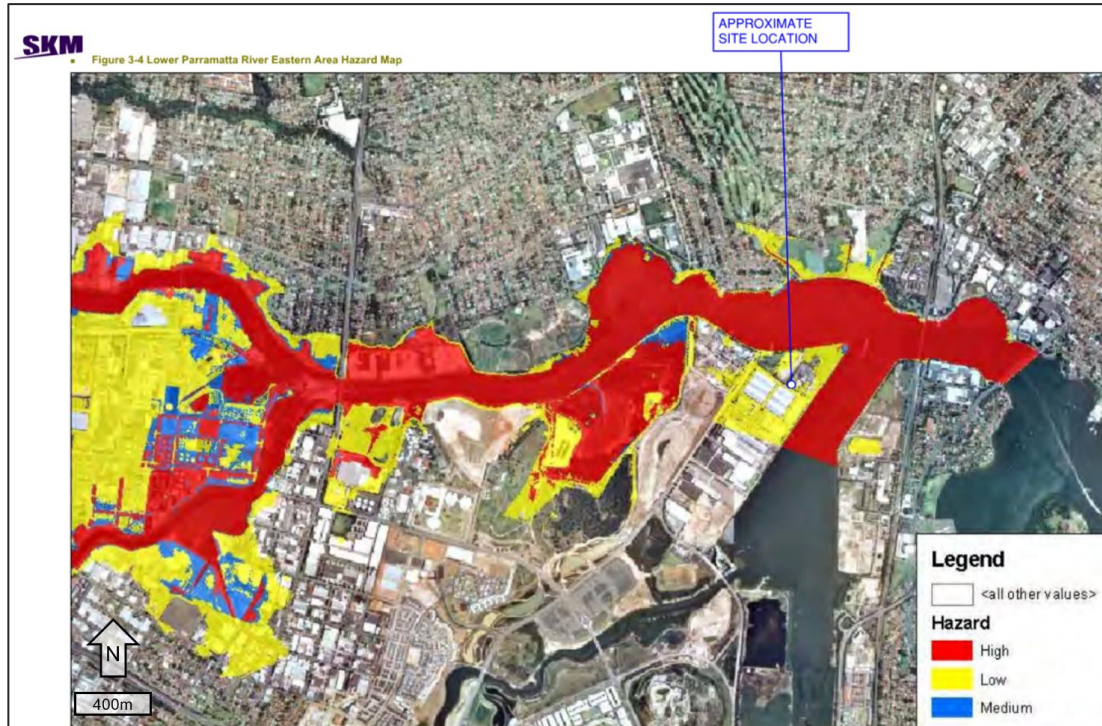 APPROXIMATE
SITE LOCATION
SKM
Figure 3-4 Lower Parramatta River Eastern Area Hazard Map
Legend
<all other values>
Hazard
High
Low
Medium
N
400m